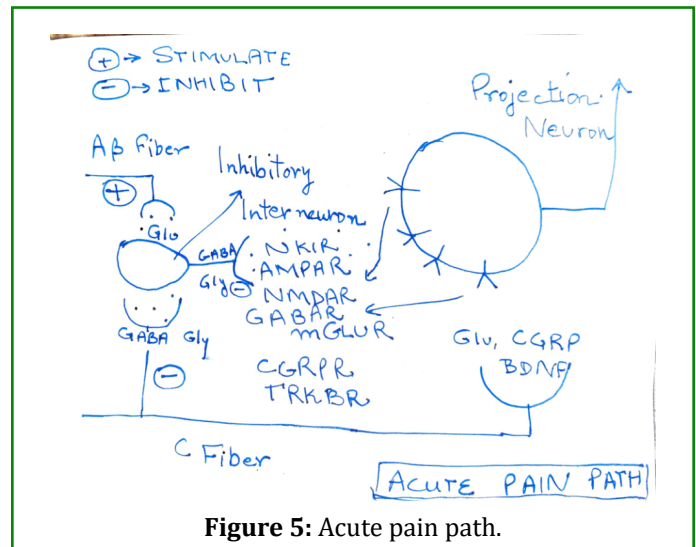 ⊕→ STIMULATE
⊖→ INHIBIT
Projection
Neuron
Aβ Fiber
Inhibitory
Interneuron
+
Glu
GABA
Gly ⊖
NKIR
AMPAR
NMDAR
GABAR
mGLUR
GABA Gly
−
CGRPR
TRKBR
Glu, CGRP
BDNF
C Fiber
ACUTE PAIN PATH
Figure 5: Acute pain path.